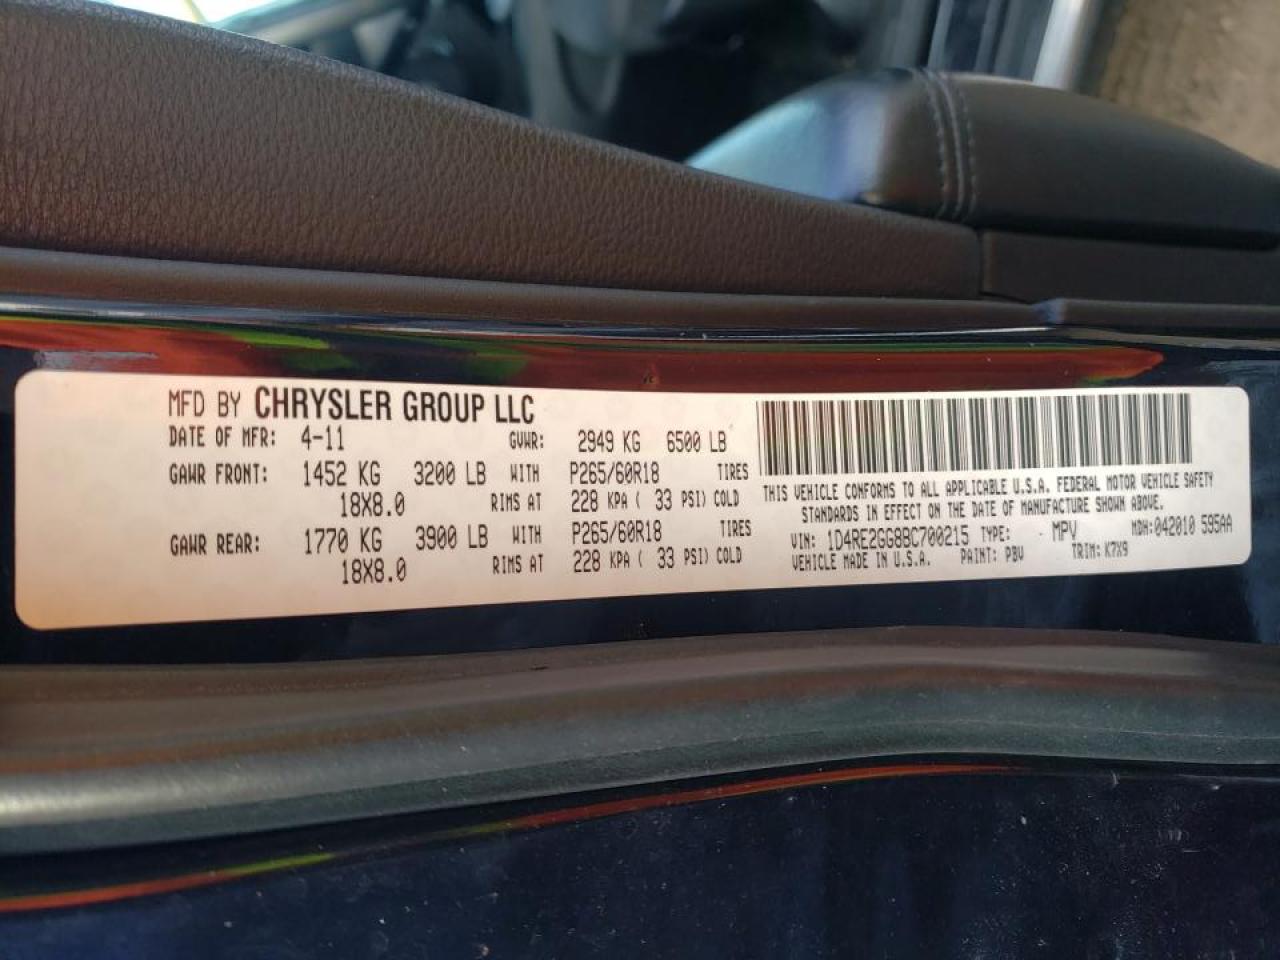 MFD BY CHRYSLER GROUP LLC
DATE OF MFR: 4-11 GVWR: 2949 KG 6500 LB
GAWR FRONT: 1452 KG 3200 LB WITH P265/60R18 TIRES
18X8.0 RIMS AT 228 KPA ( 33 PSI) COLD
GAWR REAR: 1770 KG 3900 LB WITH P265/60R18 TIRES
18X8.0 RIMS AT 228 KPA ( 33 PSI) COLD
THIS VEHICLE CONFORMS TO ALL APPLICABLE U.S.A. FEDERAL MOTOR VEHICLE SAFETY
STANDARDS IN EFFECT ON THE DATE OF MANUFACTURE SHOWN ABOVE.
VIN: 1D4RE2GG8BC700215 TYPE: MPV MDH:042010 595AA
VEHICLE MADE IN U.S.A. PAINT: PBV TRIM: K7X9